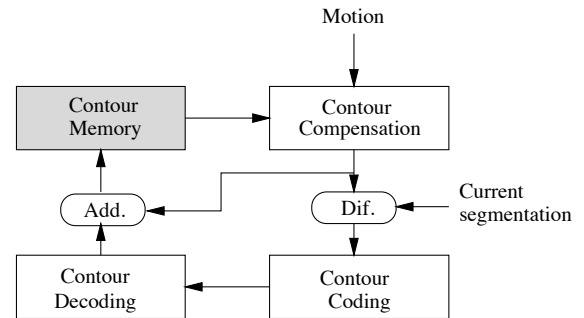 Motion
Contour
Memory
Contour
Compensation
Add.
Dif.
Current
segmentation
Contour
Decoding
Contour
Coding